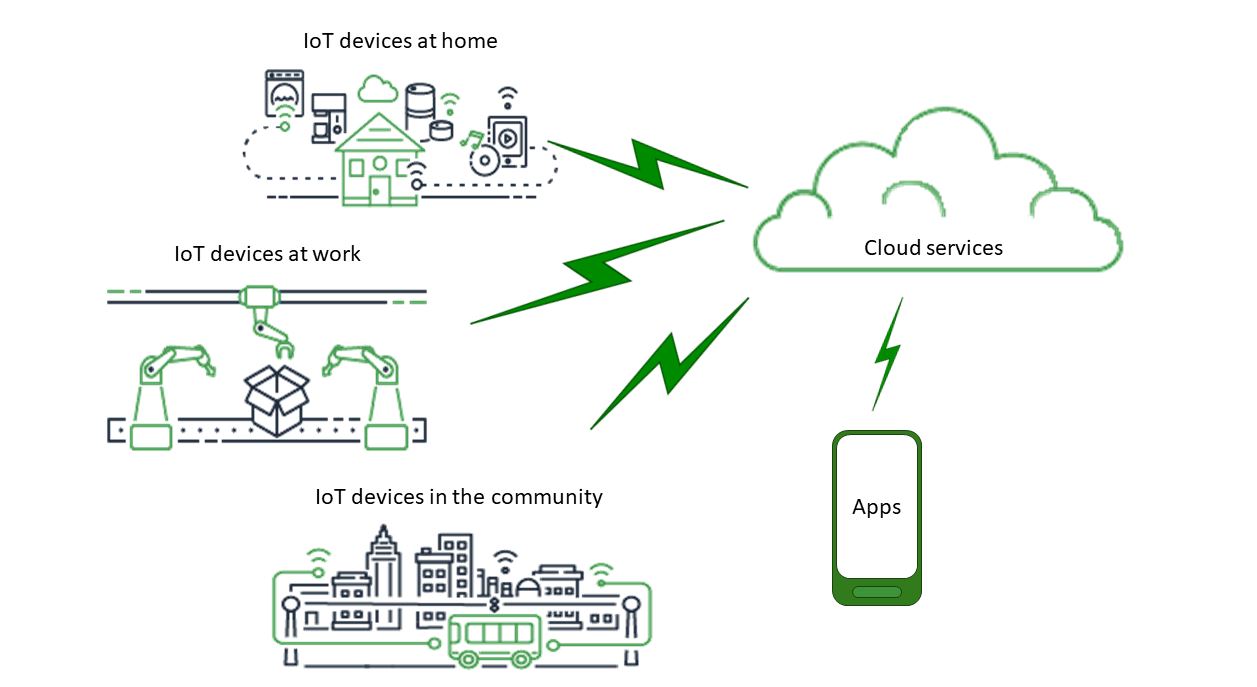 IoT devices at home
IoT devices at work
Cloud services
IoT devices in the community
Apps